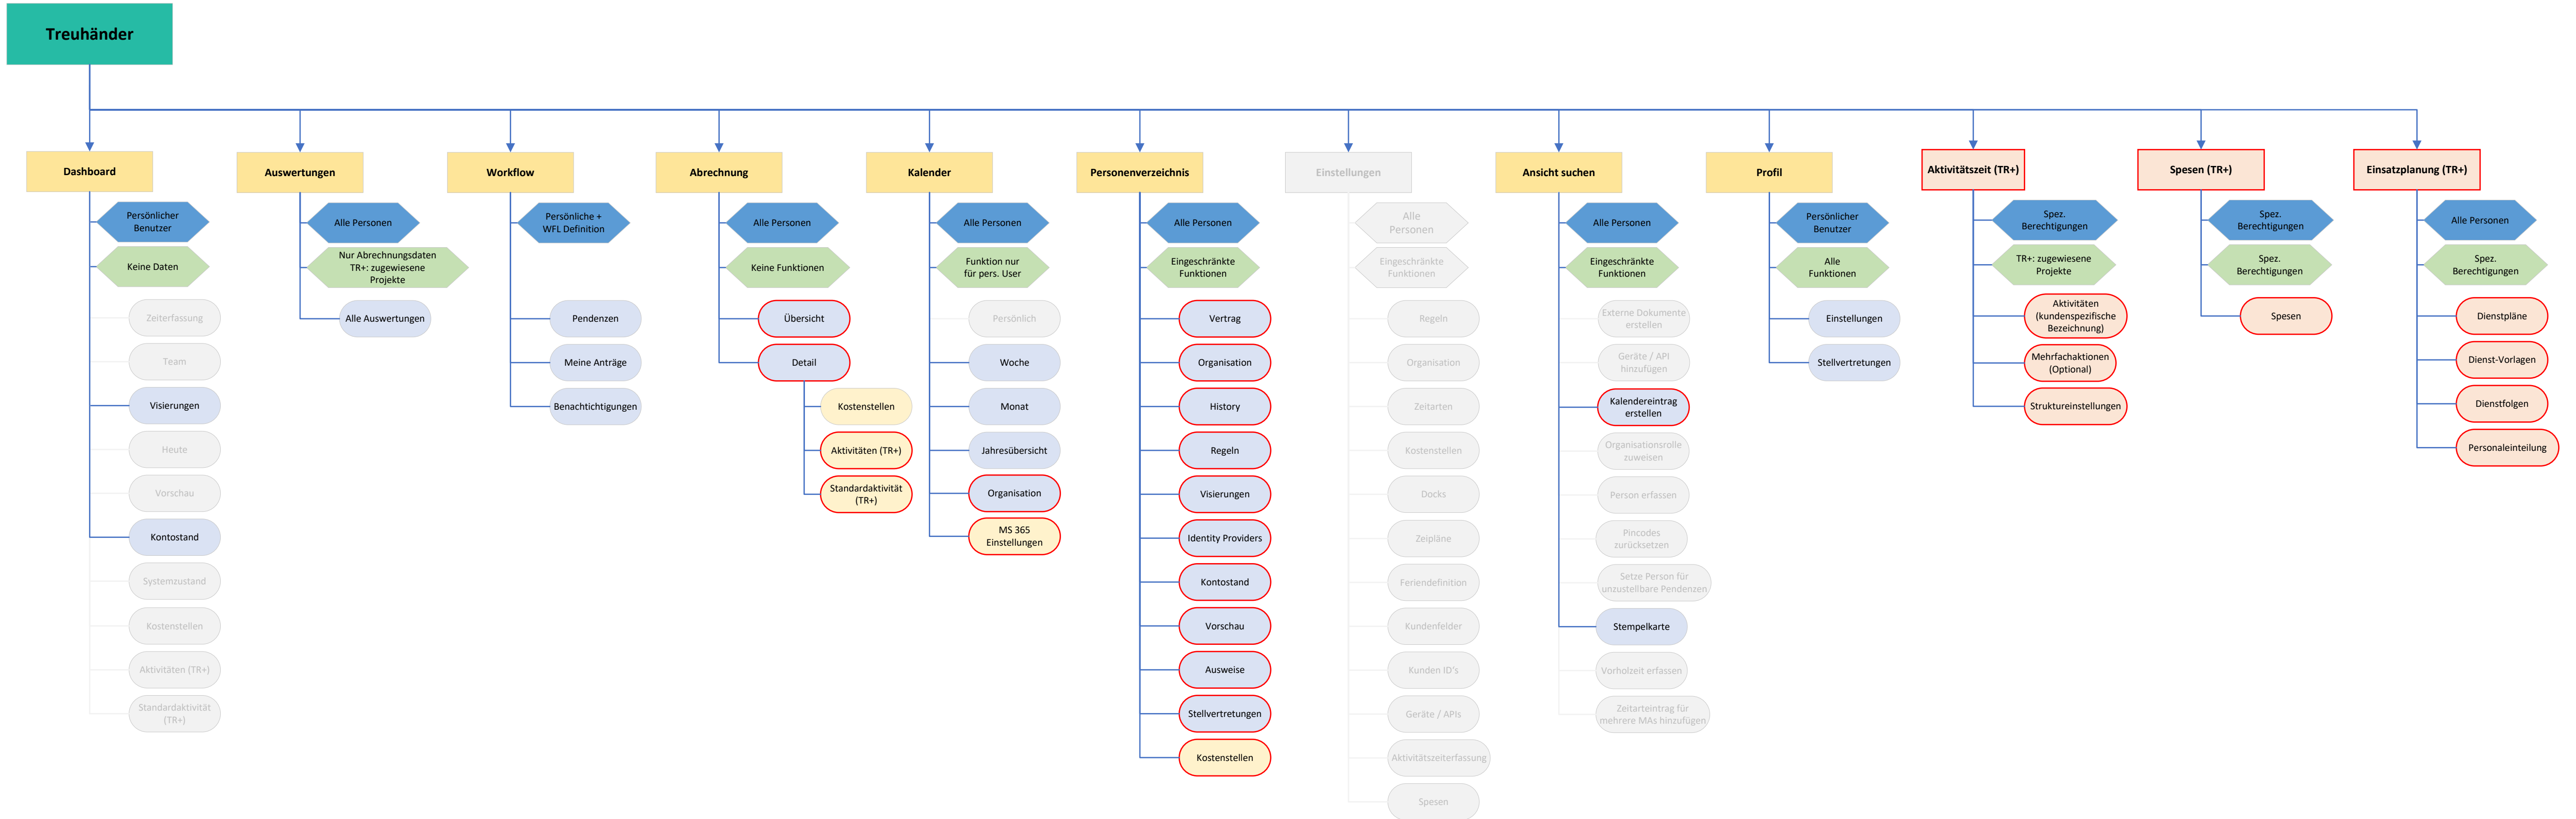 Treuhänder
Dashboard
Persönlicher
Benutzer
Keine Daten
Zeiterfassung
Team
Visierungen
Heute
Vorschau
Kontostand
Systemzustand
Kostenstellen
Aktivitäten (TR+)
Standardaktivität
(TR+)
Auswertungen
Alle Personen
Nur Abrechnungsdaten
TR+: zugewiesene
Projekte
Alle Auswertungen
Workflow
Persönliche +
WFL Definition
Pendenzen
Meine Anträge
Benachtichtigungen
Abrechnung
Alle Personen
Keine Funktionen
Übersicht
Detail
Kostenstellen
Aktivitäten (TR+)
Standardaktivität
(TR+)
Kalender
Alle Personen
Funktion nur
für pers. User
Persönlich
Woche
Monat
Jahresübersicht
Organisation
MS 365
Einstellungen
Personenverzeichnis
Alle Personen
Eingeschränkte
Funktionen
Vertrag
Organisation
History
Regeln
Visierungen
Identity Providers
Kontostand
Vorschau
Ausweise
Stellvertretungen
Kostenstellen
Einstellungen
Alle
Personen
Eingeschränkte
Funktionen
Regeln
Organisation
Zeitarten
Kostenstellen
Docks
Zeipläne
Feriendefinition
Kundenfelder
Kunden ID's
Geräte / APIs
Aktivitätszeiterfassung
Spesen
Ansicht suchen
Alle Personen
Eingeschränkte
Funktionen
Externe Dokumente
erstellen
Geräte / API
hinzufügen
Kalendereintrag
erstellen
Organisationsrolle
zuweisen
Person erfassen
Pincodes
zurücksetzen
Setze Person für
unzustellbare Pendenzen
Stempelkarte
Vorholzeit erfassen
Zeitarteintrag für
mehrere MAs hinzufügen
Profil
Persönlicher
Benutzer
Alle
Funktionen
Einstellungen
Stellvertretungen
Aktivitätszeit (TR+)
Spez.
Berechtigungen
TR+: zugewiesene
Projekte
Aktivitäten
(kundenspezifische
Bezeichnung)
Mehrfachaktionen
(Optional)
Struktureinstellungen
Spesen (TR+)
Spez.
Berechtigungen
Spez.
Berechtigungen
Spesen
Einsatzplanung (TR+)
Alle Personen
Spez.
Berechtigungen
Dienstpläne
Dienst-Vorlagen
Dienstfolgen
Personaleinteilung